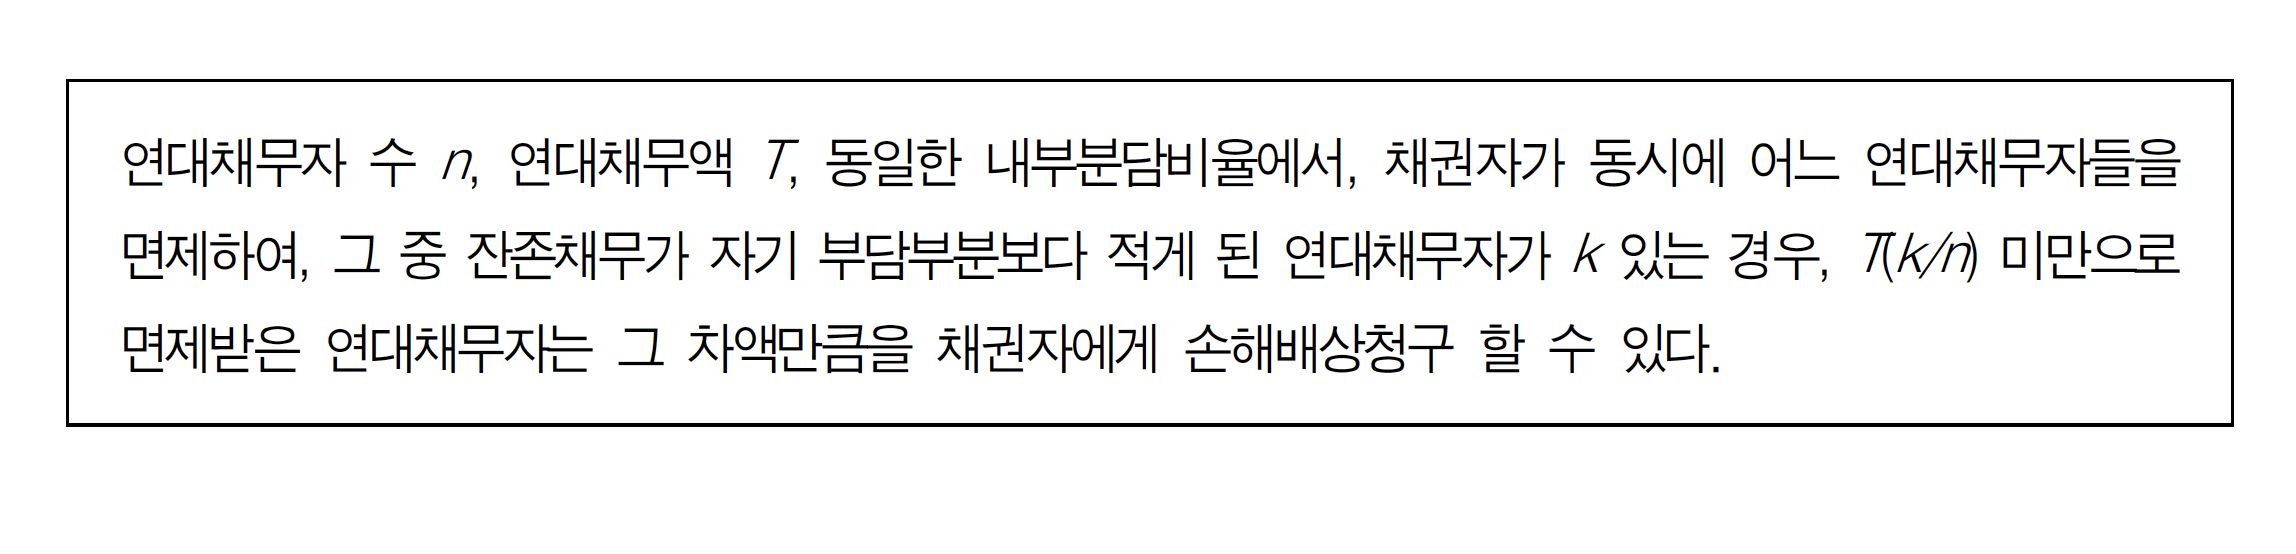 연대채무자 수 n, 연대채무액 T, 동일한 내부분담비율에서, 채권자가 동시에 어느 연대채무자들을
면제하여, 그 중 잔존채무가 자기 부담부분보다 적게 된 연대채무자가 k 있는 경우, T(k/n) 미만으로
면제받은 연대채무자는 그 차액만큼을 채권자에게 손해배상청구 할 수 있다.